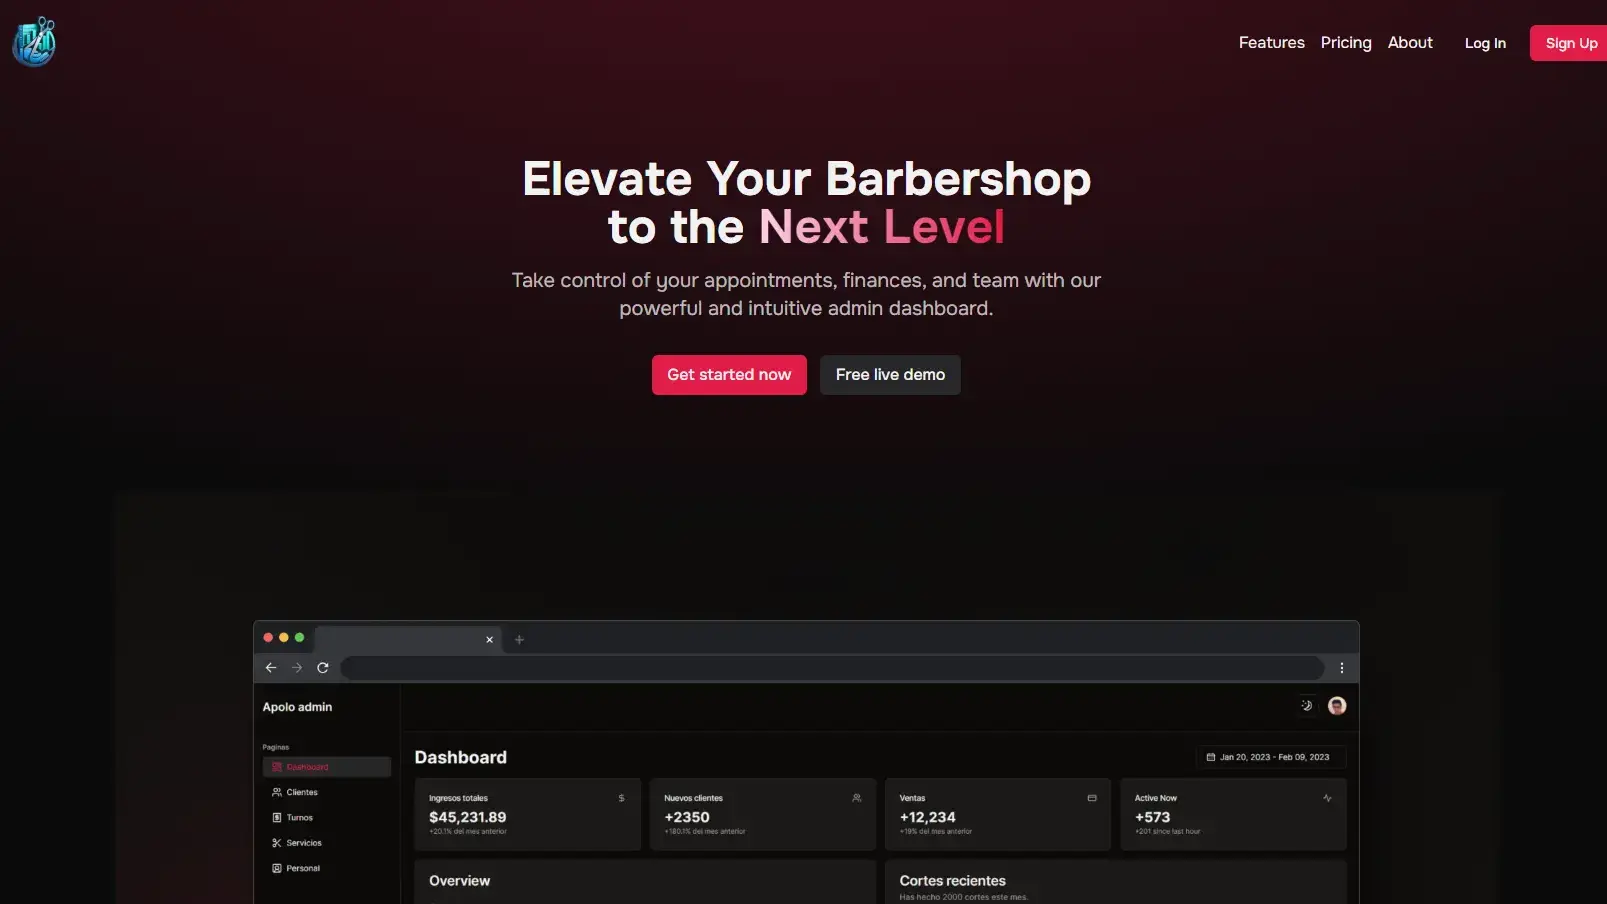 Features Pricing About Log In Sign Up
Elevate Your Barbershop
to the Next Level
Take control of your appointments, finances, and team with our
powerful and intuitive admin dashboard.
Get started now Free live demo
Apolo admin
Paginas
Dashboard
Clientes
Turnos
Servicios
Personal
Dashboard
Jan 20, 2023 - Feb 09, 2023
Ingresos totales
$45,231.89
+20.1% del mes anterior
Nuevos clientes
+2350
+180.1% del mes anterior
Ventas
+12,234
+19% del mes anterior
Active Now
+573
+201 since last hour
Overview
Cortes recientes
Has hecho 2000 cortes este mes.